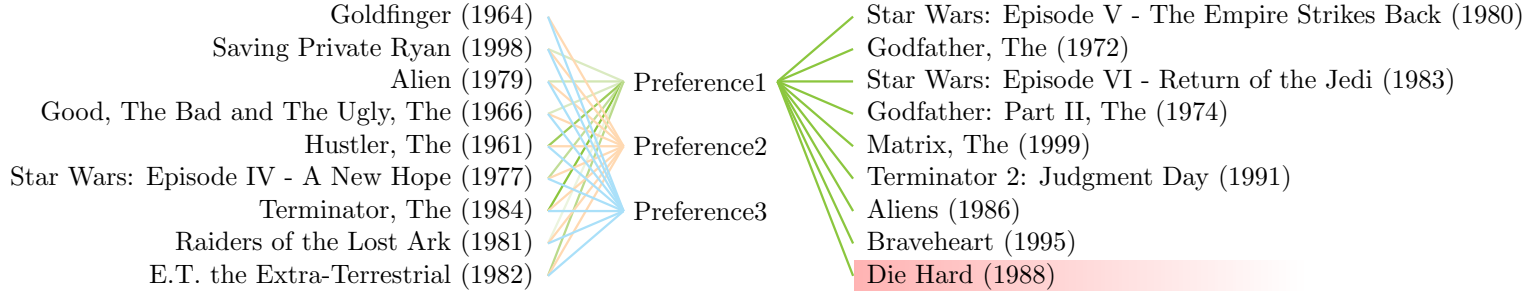 Goldfinger (1964)
Saving Private Ryan (1998)
Alien (1979)
Good, The Bad and The Ugly, The (1966)
Hustler, The (1961)
Star Wars: Episode IV - A New Hope (1977)
Terminator, The (1984)
Raiders of the Lost Ark (1981)
E.T. the Extra-Terrestrial (1982)
Preference1
Preference2
Preference3
Star Wars: Episode V - The Empire Strikes Back (1980)
Godfather, The (1972)
Star Wars: Episode VI - Return of the Jedi (1983)
Godfather: Part II, The (1974)
Matrix, The (1999)
Terminator 2: Judgment Day (1991)
Aliens (1986)
Braveheart (1995)
Die Hard (1988)